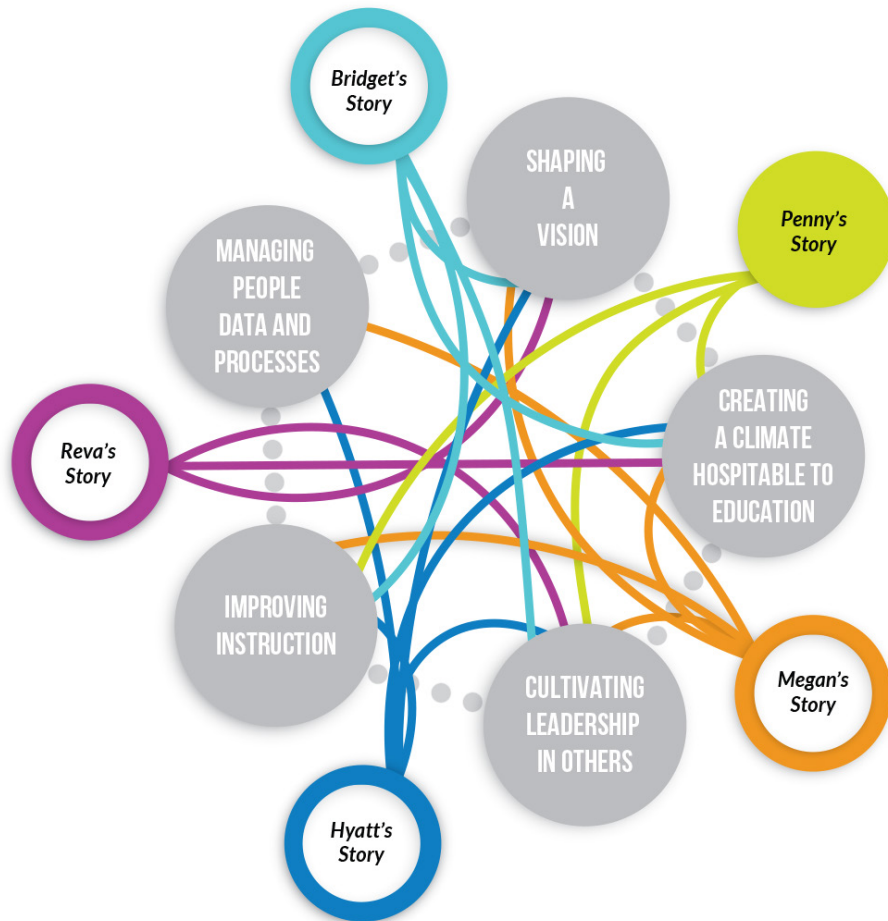 Bridget's
Story
SHAPING
A
VISION
Penny's
Story
MANAGING
PEOPLE
DATA AND
PROCESSES
CREATING
A CLIMATE
HOSPITABLE TO
EDUCATION
Reva's
Story
IMPROVING
INSTRUCTION
CULTIVATING
LEADERSHIP
IN OTHERS
Megan's
Story
Hyatt's
Story